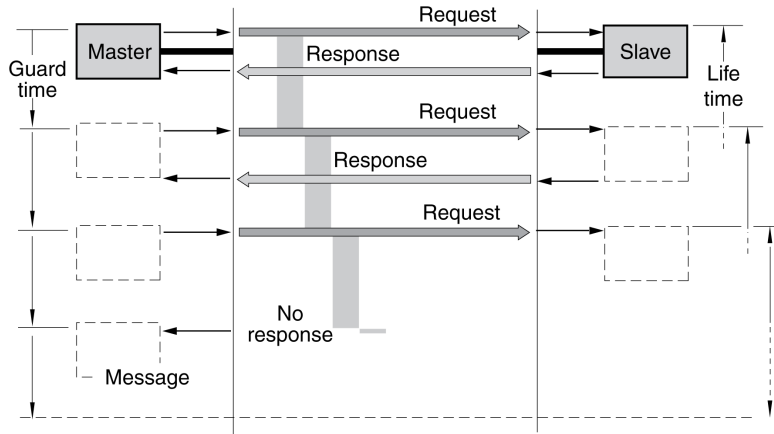 Request
Master
Slave
Response
Guard
time
Life
time
Request
Response
Request
No
response
Message